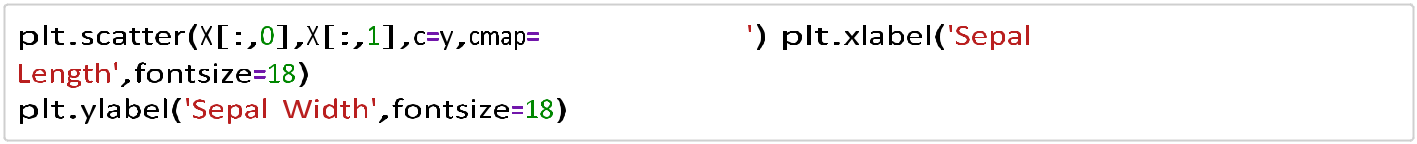 plt.scatter(X[:,0],X[:,1],c=y,cmap= ') plt.xlabel('Sepal
Length',fontsize=18)
plt.ylabel('Sepal Width',fontsize=18)